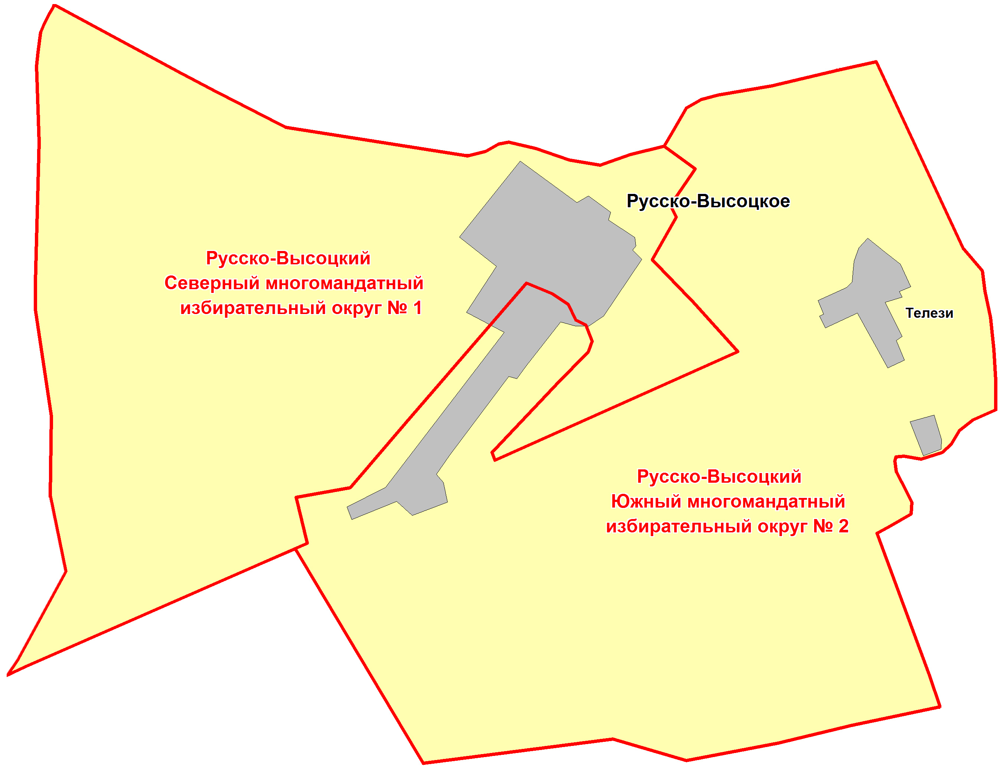 Русско-Высоцкое
Русско-Высоцкий
Северный многомандатный
избирательный округ № 1
Телези
Русско-Высоцкий
Южный многомандатный
избирательный округ № 2